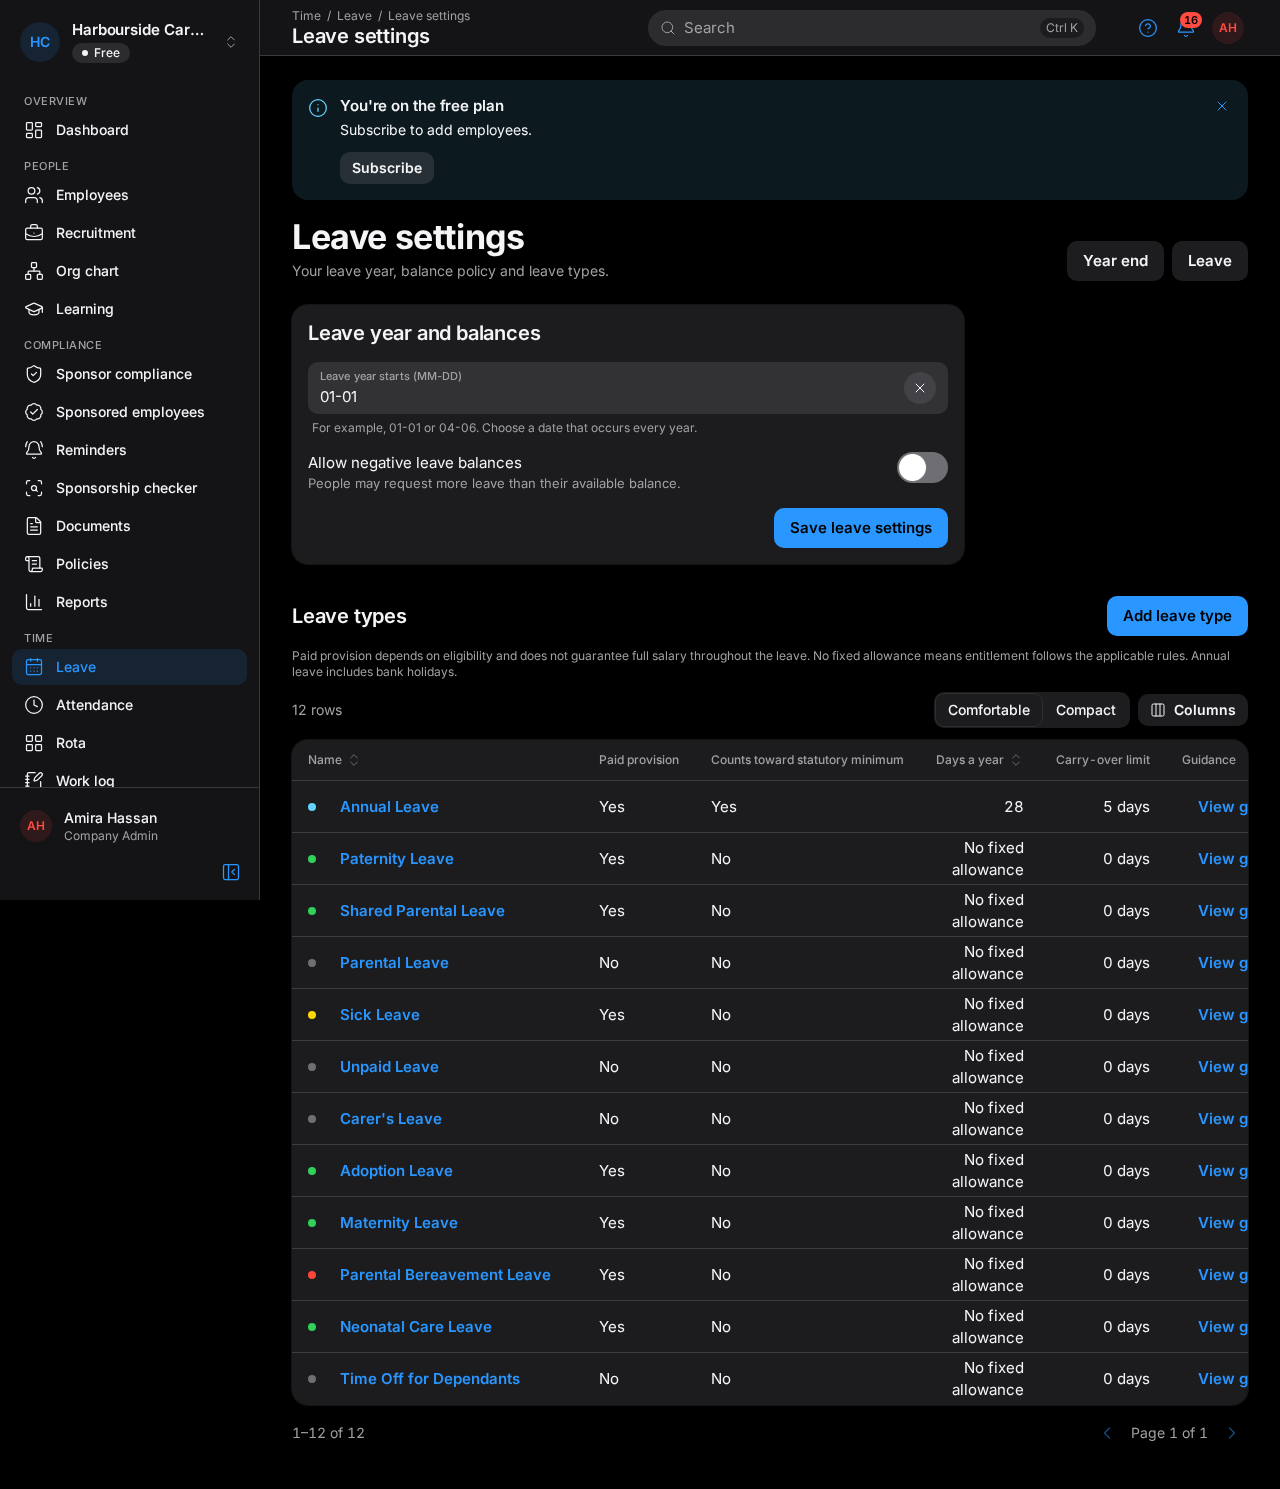 HC
Harbourside Car...
Free
OVERVIEW
Dashboard
PEOPLE
Employees
Recruitment
Org chart
Learning
COMPLIANCE
Sponsor compliance
Sponsored employees
Reminders
Sponsorship checker
Documents
Policies
Reports
TIME
Leave
Attendance
Rota
Work log
AH
Amira Hassan
Company Admin
Time / Leave / Leave settings
Leave settings
Search
Ctrl K
16
AH
You're on the free plan
Subscribe to add employees.
Subscribe
Leave settings
Your leave year, balance policy and leave types.
Year end
Leave
Leave year and balances
Leave year starts (MM-DD)
01-01
For example, 01-01 or 04-06. Choose a date that occurs every year.
Allow negative leave balances
People may request more leave than their available balance.
Save leave settings
Leave types
Add leave type
Paid provision depends on eligibility and does not guarantee full salary throughout the leave. No fixed allowance means entitlement follows the applicable rules. Annual
leave includes bank holidays.
12 rows
Comfortable
Compact
Columns
Name Paid provision Counts toward statutory minimum Days a year Carry-over limit Guidance
Annual Leave Yes Yes 28 5 days View g
Paternity Leave Yes No No fixed allowance 0 days View g
Shared Parental Leave Yes No No fixed allowance 0 days View g
Parental Leave No No No fixed allowance 0 days View g
Sick Leave Yes No No fixed allowance 0 days View g
Unpaid Leave No No No fixed allowance 0 days View g
Carer's Leave No No No fixed allowance 0 days View g
Adoption Leave Yes No No fixed allowance 0 days View g
Maternity Leave Yes No No fixed allowance 0 days View g
Parental Bereavement Leave Yes No No fixed allowance 0 days View g
Neonatal Care Leave Yes No No fixed allowance 0 days View g
Time Off for Dependants No No No fixed allowance 0 days View g
1–12 of 12
Page 1 of 1